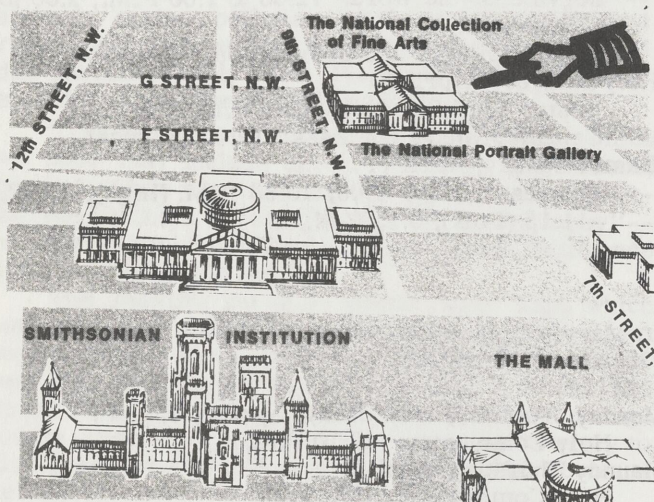 The National Collection
of Fine Arts
12th STREET, N.W.
G STREET, N.W.
9th STREET, N.W.
F STREET, N.W.
The National Portrait Gallery
7th STREET,
SMITHSONIAN INSTITUTION
THE MALL